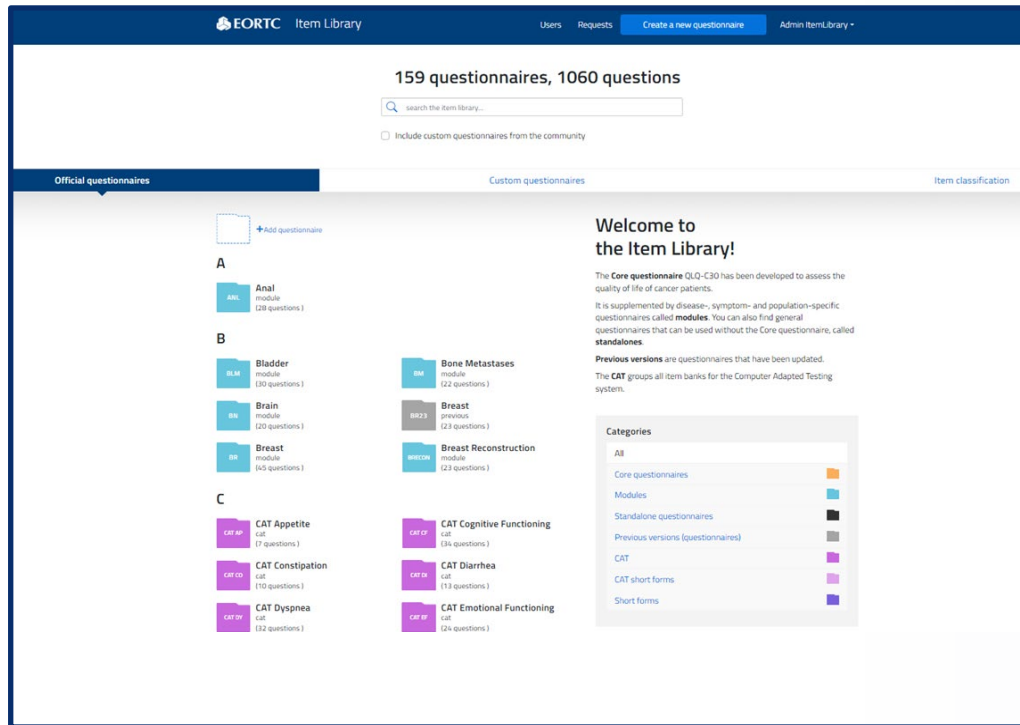 EORTC Item Library
Users Requests Create a new questionnaire Admin ItemLibrary
159 questionnaires, 1060 questions
search the item library...
Include custom questionnaires from the community
Official questionnaires
Custom questionnaires
Item classification
+Add questionnaire
A
ANL
Anal
module
(28 questions )
B
BLM
Bladder
module
(30 questions )
BM
Bone Metastases
module
(22 questions )
BN
Brain
module
(20 questions )
BR23
Breast
previous
(23 questions )
BR
Breast
module
(45 questions )
BRECON
Breast Reconstruction
module
(23 questions )
C
CAT AP
CAT Appetite
cat
(7 questions )
CAT CF
CAT Cognitive Functioning
cat
(34 questions )
CAT CO
CAT Constipation
cat
(10 questions )
CAT DI
CAT Diarrhea
cat
(13 questions )
CAT DY
CAT Dyspnea
cat
(32 questions )
CAT EF
CAT Emotional Functioning
cat
(24 questions )
Welcome to
the Item Library!
The Core questionnaire QLQ-C30 has been developed to assess the
quality of life of cancer patients.
It is supplemented by disease-, symptom- and population-specific
questionnaires called modules. You can also find general
questionnaires that can be used without the Core questionnaire, called
standalones.
Previous versions are questionnaires that have been updated.
The CAT groups all item banks for the Computer Adapted Testing
system.
Categories
All
Core questionnaires
Modules
Standalone questionnaires
Previous versions (questionnaires)
CAT
CAT short forms
Short forms